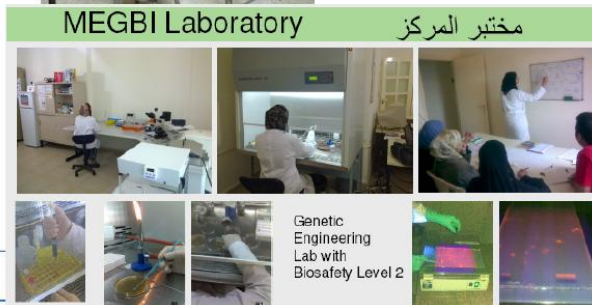 MEGBI Laboratory مختبر المركز
Genetic
Engineering
Lab with
Biosafety Level 2